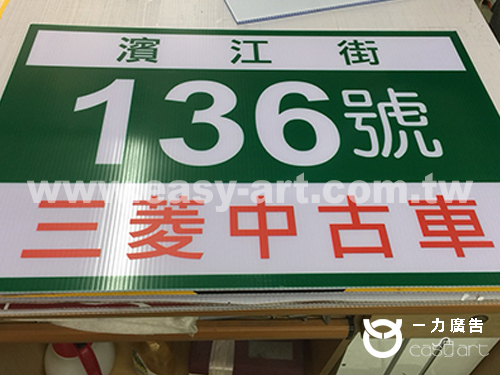 濱江街
136號
www.easy-art.com.tw
三菱中古車
一力廣告
easy art